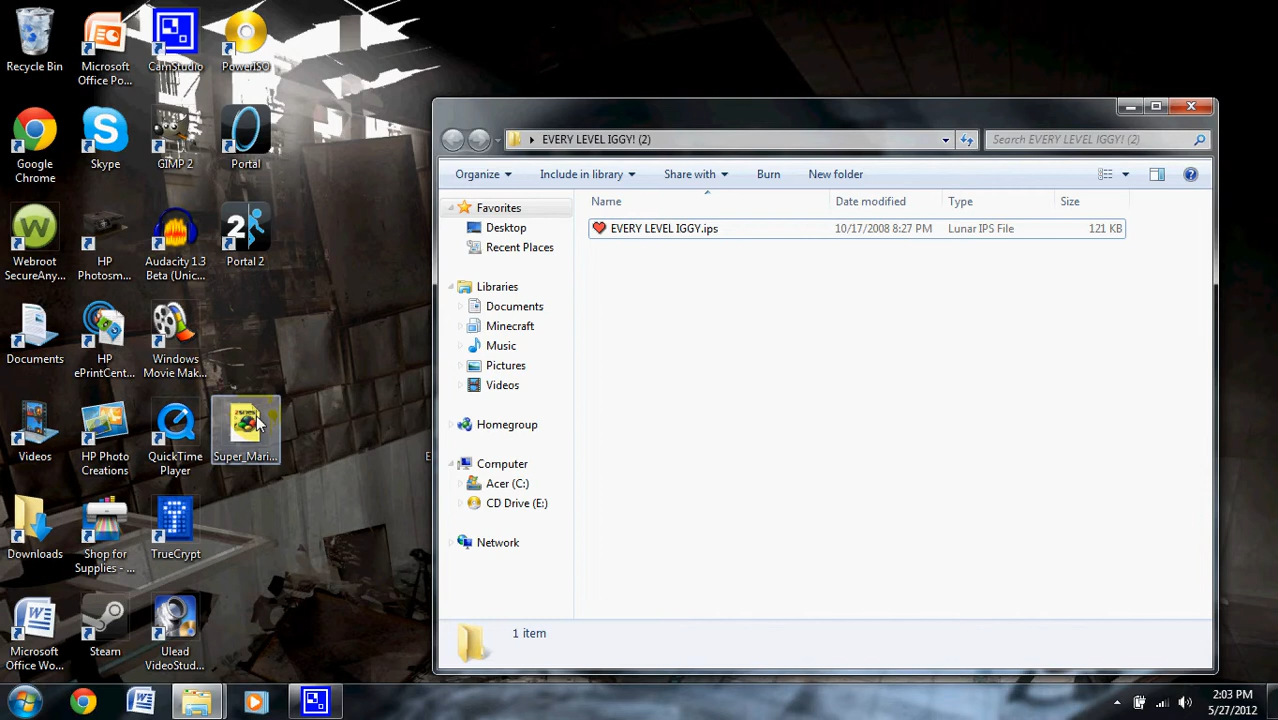 Recycle Bin
Microsoft
Office Po...
CamStudio
PowerISO
Google
Chrome
Skype
GIMP 2
Portal
Webroot
SecureAny...
HP
Photosm...
Audacity 1.3
Beta (Unic...
Portal 2
Documents
HP
ePrintCent...
Windows
Movie Mak...
Videos
HP Photo
Creations
QuickTime
Player
Super_Mari...
Downloads
Shop for
Supplies - ...
TrueCrypt
Microsoft
Office Wo...
Steam
Ulead
VideoStud...
EVERY LEVEL IGGY! (2)
Search EVERY LEVEL IGGY! (2)
Organize
Include in library
Share with
Burn
New folder
Favorites
Desktop
Recent Places
Libraries
Documents
Minecraft
Music
Pictures
Videos
Homegroup
Computer
Acer (C:)
CD Drive (E:)
Network
Name Date modified Type Size
EVERY LEVEL IGGY.ips 10/17/2008 8:27 PM Lunar IPS File 121 KB
1 item
2:03 PM
5/27/2012